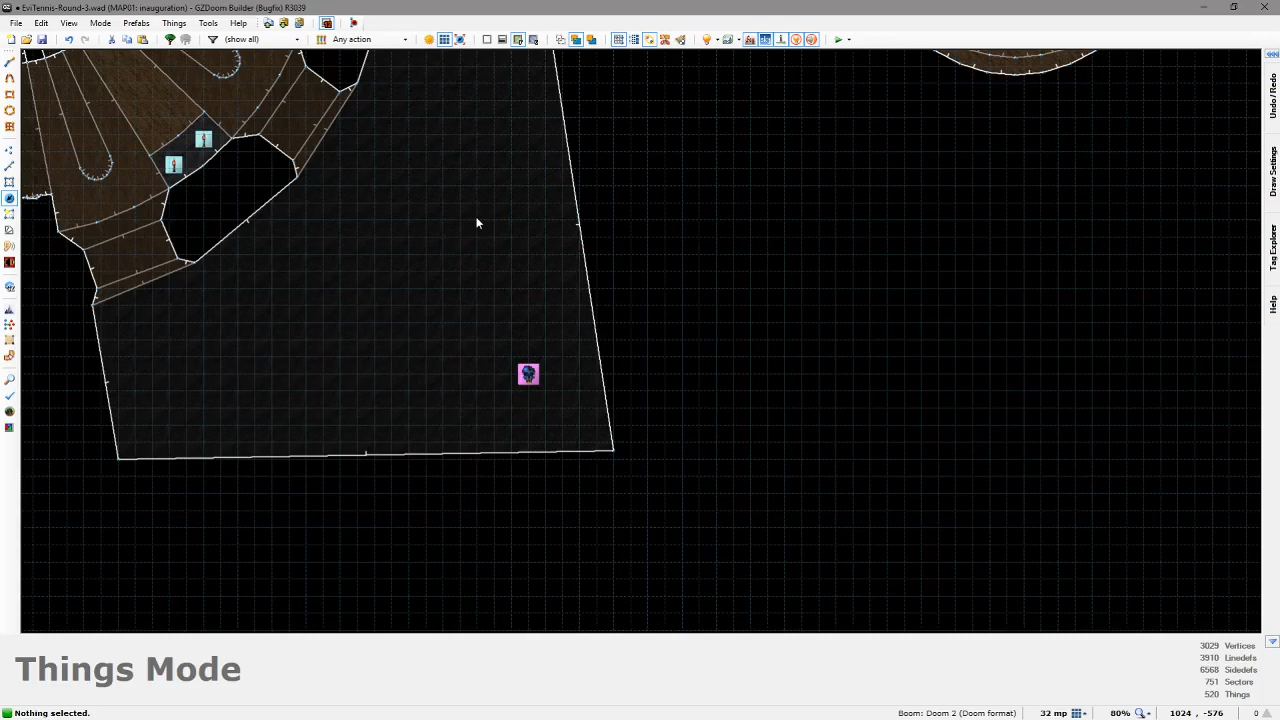 EviTennis-Round-3.wad (MAP01: inauguration) - GZDoom Builder (Bugfix) R3039
File Edit View Mode Prefabs Things Tools Help
(show all) Any action
Undo / Redo
Draw Settings
Tag Explorer
Help
Things Mode
3029 Vertices
3910 Linedefs
6568 Sidedefs
751 Sectors
520 Things
Nothing selected. Boom: Doom 2 (Doom format) 32 mp 80% 1024 , -576 0